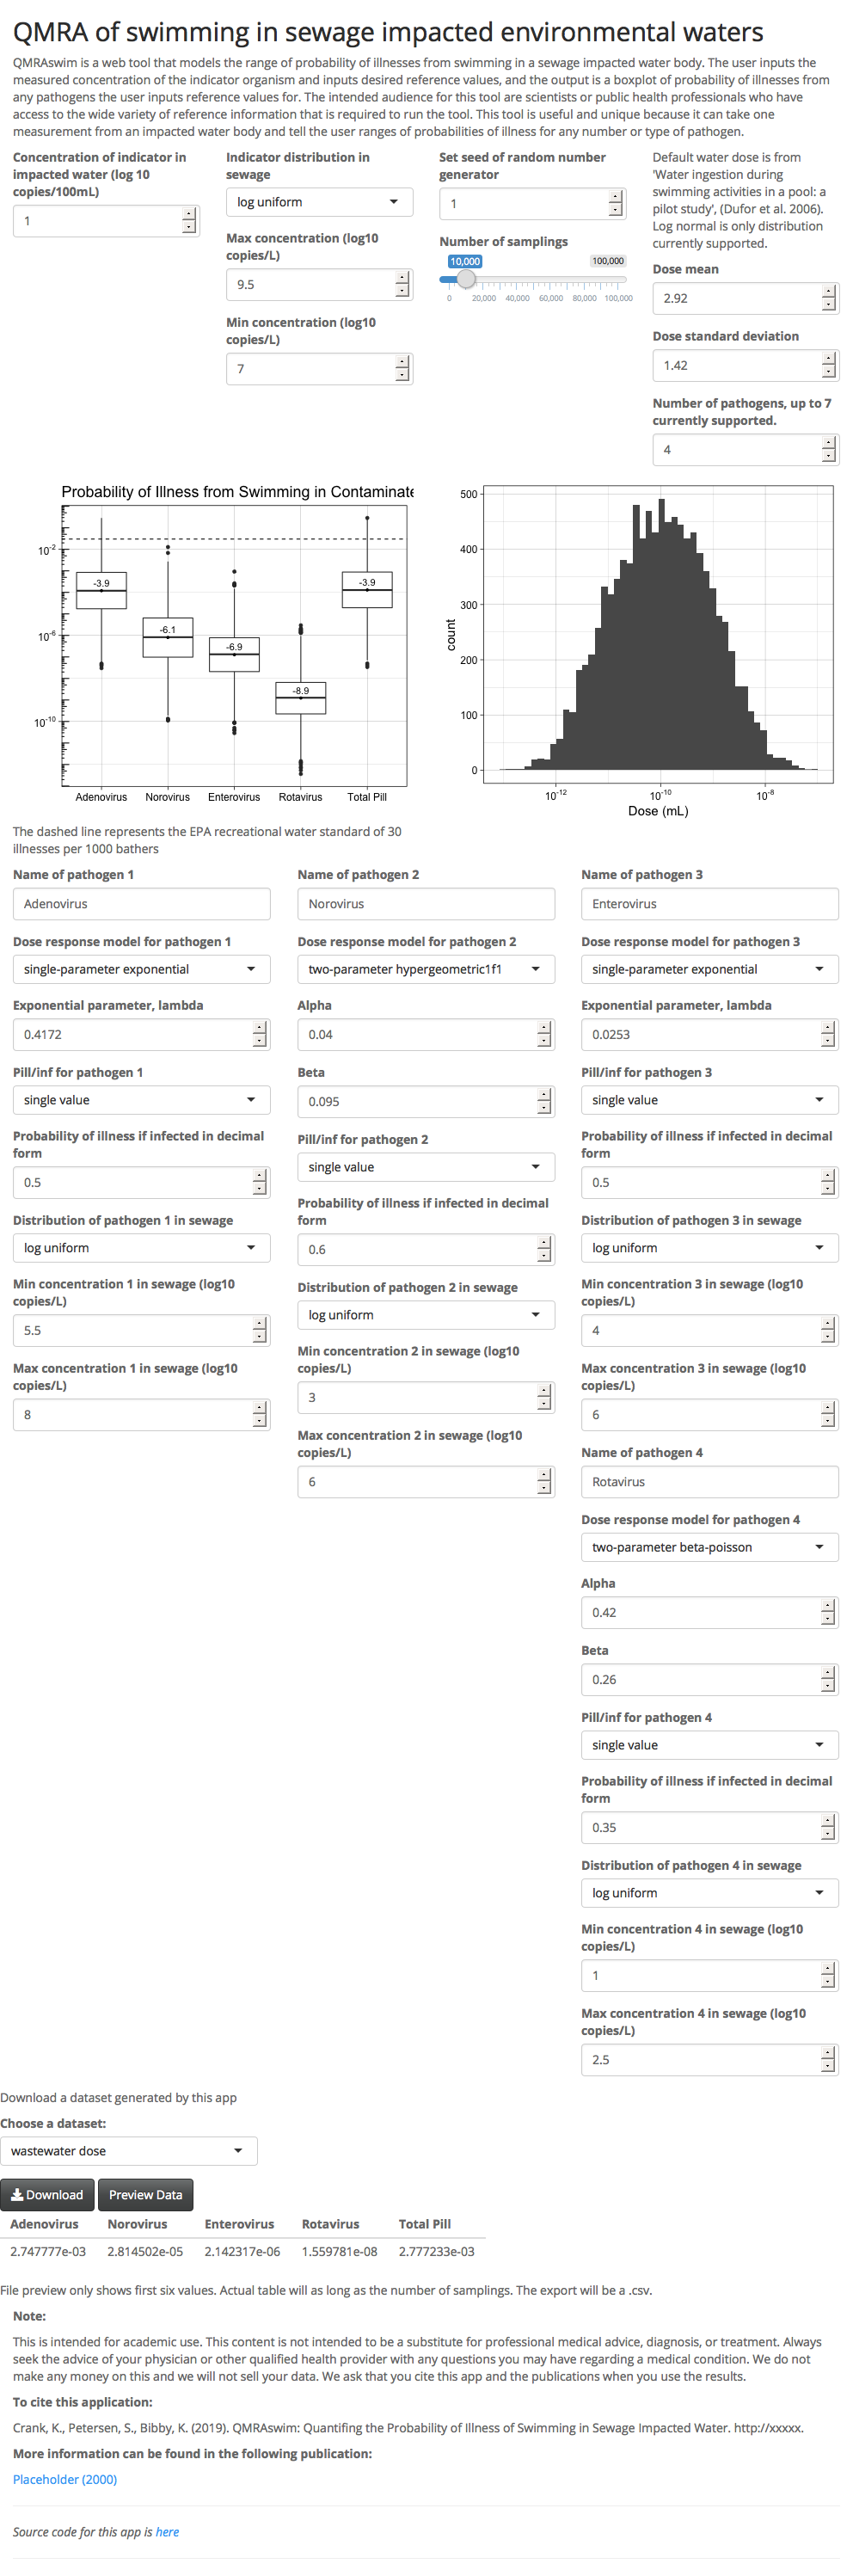 QMRA of swimming in sewage impacted environmental waters
QMRAswim is a web tool that models the range of probability of illnesses from swimming in a sewage impacted water body. The user inputs the
measured concentration of the indicator organism and inputs desired reference values, and the output is a boxplot of probability of illnesses from
any pathogens the user inputs reference values for. The intended audience for this tool are scientists or public health professionals who have
access to the wide variety of reference information that is required to run the tool. This tool is useful and unique because it can take one
measurement from an impacted water body and tell the user ranges of probabilities of illness for any number or type of pathogen.
Concentration of indicator in
impacted water (log 10
copies/100mL)
1
Indicator distribution in
sewage
log uniform
Max concentration (log10
copies/L)
9.5
Min concentration (log10
copies/L)
7
Set seed of random number
generator
1
Number of samplings
10,000
100,000
0 20,000 40,000 60,000 80,000 100,000
Default water dose is from
'Water ingestion during
swimming activities in a pool: a
pilot study', (Dufor et al. 2006).
Log normal is only distribution
currently supported.
Dose mean
2.92
Dose standard deviation
1.42
Number of pathogens, up to 7
currently supported.
4
Probability of Illness from Swimming in Contaminate
10-2
10-6
10-10
-3.9
-6.1
-6.9
-8.9
-3.9
Adenovirus Norovirus Enterovirus Rotavirus Total Pill
500
400
300
200
100
0
count
10-12 10-10 10-8
Dose (mL)
The dashed line represents the EPA recreational water standard of 30
illnesses per 1000 bathers
Name of pathogen 1
Adenovirus
Dose response model for pathogen 1
single-parameter exponential
Exponential parameter, lambda
0.4172
Pill/inf for pathogen 1
single value
Probability of illness if infected in decimal
form
0.5
Distribution of pathogen 1 in sewage
log uniform
Min concentration 1 in sewage (log10
copies/L)
5.5
Max concentration 1 in sewage (log10
copies/L)
8
Name of pathogen 2
Norovirus
Dose response model for pathogen 2
two-parameter hypergeometric1f1
Alpha
0.04
Beta
0.095
Pill/inf for pathogen 2
single value
Probability of illness if infected in decimal
form
0.6
Distribution of pathogen 2 in sewage
log uniform
Min concentration 2 in sewage (log10
copies/L)
3
Max concentration 2 in sewage (log10
copies/L)
6
Name of pathogen 3
Enterovirus
Dose response model for pathogen 3
single-parameter exponential
Exponential parameter, lambda
0.0253
Pill/inf for pathogen 3
single value
Probability of illness if infected in decimal
form
0.5
Distribution of pathogen 3 in sewage
log uniform
Min concentration 3 in sewage (log10
copies/L)
4
Max concentration 3 in sewage (log10
copies/L)
6
Name of pathogen 4
Rotavirus
Dose response model for pathogen 4
two-parameter beta-poisson
Alpha
0.42
Beta
0.26
Pill/inf for pathogen 4
single value
Probability of illness if infected in decimal
form
0.35
Distribution of pathogen 4 in sewage
log uniform
Min concentration 4 in sewage (log10
copies/L)
1
Max concentration 4 in sewage (log10
copies/L)
2.5
Download a dataset generated by this app
Choose a dataset:
wastewater dose
Download Preview Data
Adenovirus Norovirus Enterovirus Rotavirus Total Pill
2.747777e-03 2.814502e-05 2.142317e-06 1.559781e-08 2.777233e-03
File preview only shows first six values. Actual table will as long as the number of samplings. The export will be a .csv.
Note:
This is intended for academic use. This content is not intended to be a substitute for professional medical advice, diagnosis, or treatment. Always
seek the advice of your physician or other qualified health provider with any questions you may have regarding a medical condition. We do not
make any money on this and we will not sell your data. We ask that you cite this app and the publications when you use the results.
To cite this application:
Crank, K., Petersen, S., Bibby, K. (2019). QMRAswim: Quantifing the Probability of Illness of Swimming in Sewage Impacted Water. http://xxxxx.
More information can be found in the following publication:
Placeholder (2000)
Source code for this app is here